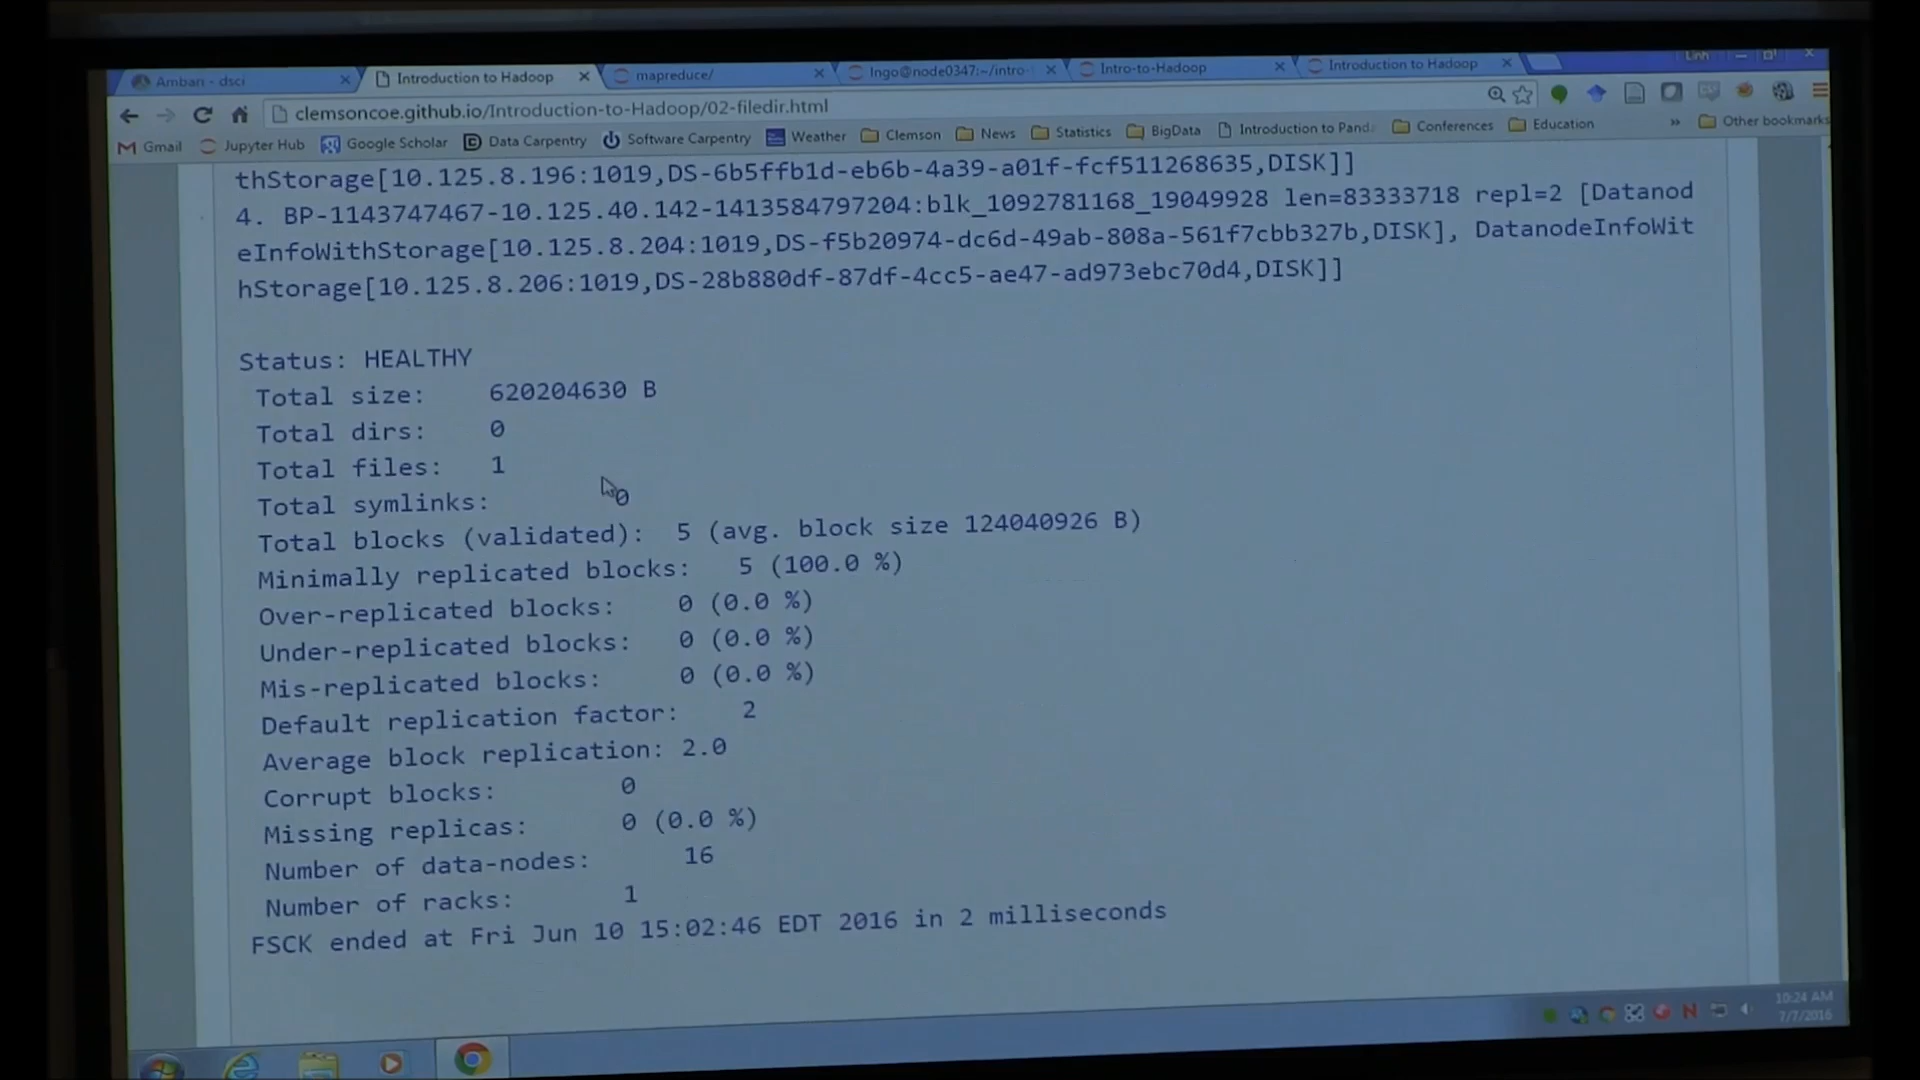 Linh
Ambari - dsci
Introduction to Hadoop
mapreduce/
lngo@node0347:~/intro-
Intro-to-Hadoop
Introduction to Hadoop
clemsoncoe.github.io/Introduction-to-Hadoop/02-filedir.html
Gmail
Jupyter Hub
Google Scholar
Data Carpentry
Software Carpentry
Weather
Clemson
News
Statistics
BigData
Introduction to Panda
Conferences
Education
»
Other bookmarks
thStorage[10.125.8.196:1019,DS-6b5ffb1d-eb6b-4a39-a01f-fcf511268635,DISK]]
4. BP-1143747467-10.125.40.142-1413584797204:blk_1092781168_19049928 len=83333718 repl=2 [Datanod
eInfoWithStorage[10.125.8.204:1019,DS-f5b20974-dc6d-49ab-808a-561f7cbb327b,DISK], DatanodeInfoWit
hStorage[10.125.8.206:1019,DS-28b880df-87df-4cc5-ae47-ad973ebc70d4,DISK]]
Status: HEALTHY
Total size: 620204630 B
Total dirs: 0
Total files: 1
Total symlinks: 0
Total blocks (validated): 5 (avg. block size 124040926 B)
Minimally replicated blocks: 5 (100.0 %)
Over-replicated blocks: 0 (0.0 %)
Under-replicated blocks: 0 (0.0 %)
Mis-replicated blocks: 0 (0.0 %)
Default replication factor: 2
Average block replication: 2.0
Corrupt blocks: 0
Missing replicas: 0 (0.0 %)
Number of data-nodes: 16
Number of racks: 1
FSCK ended at Fri Jun 10 15:02:46 EDT 2016 in 2 milliseconds
10:24 AM
7/7/2016